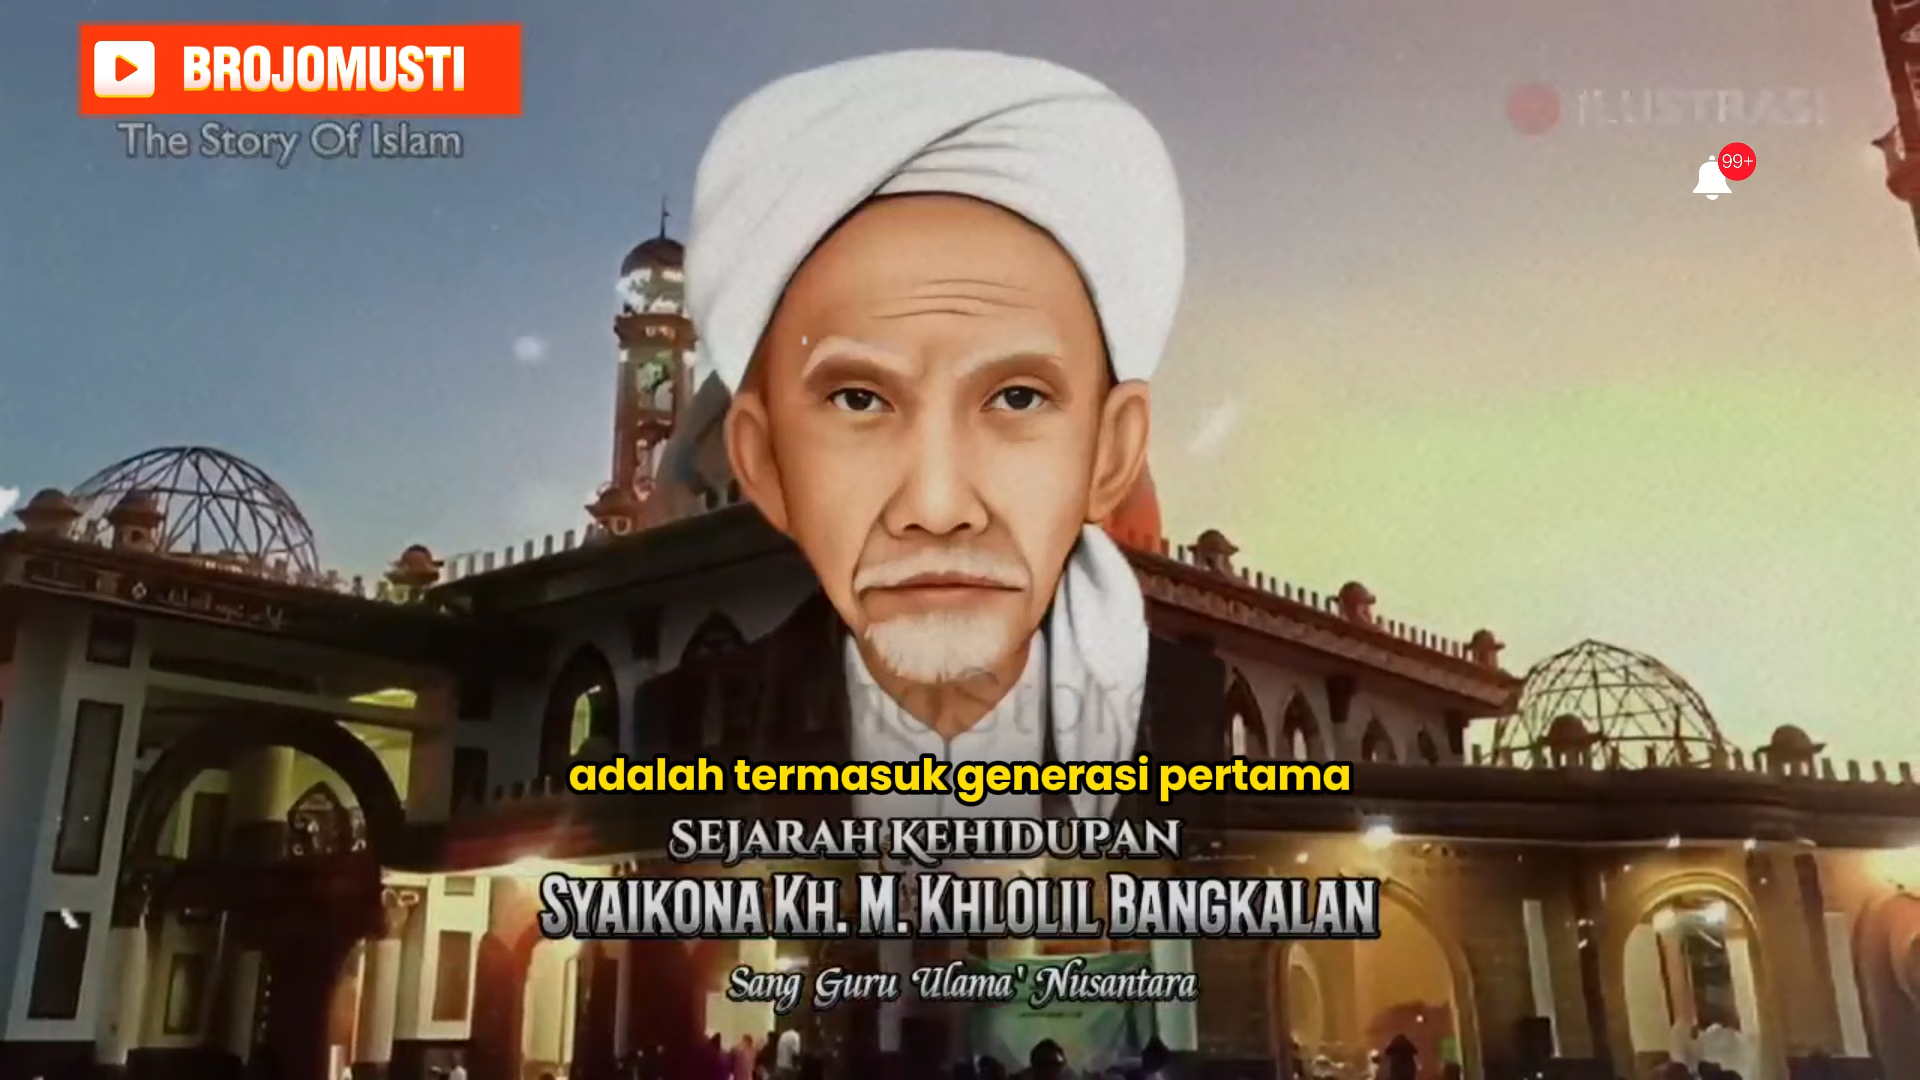 BROJOMUSTI
The Story Of Islam
ILUSTRASI
99+
adalah termasuk generasi pertama
SEJARAH KEHIDUPAN
SYAIKONA KH. M. KHLOLIL BANGKALAN
Sang Guru Ulama' Nusantara